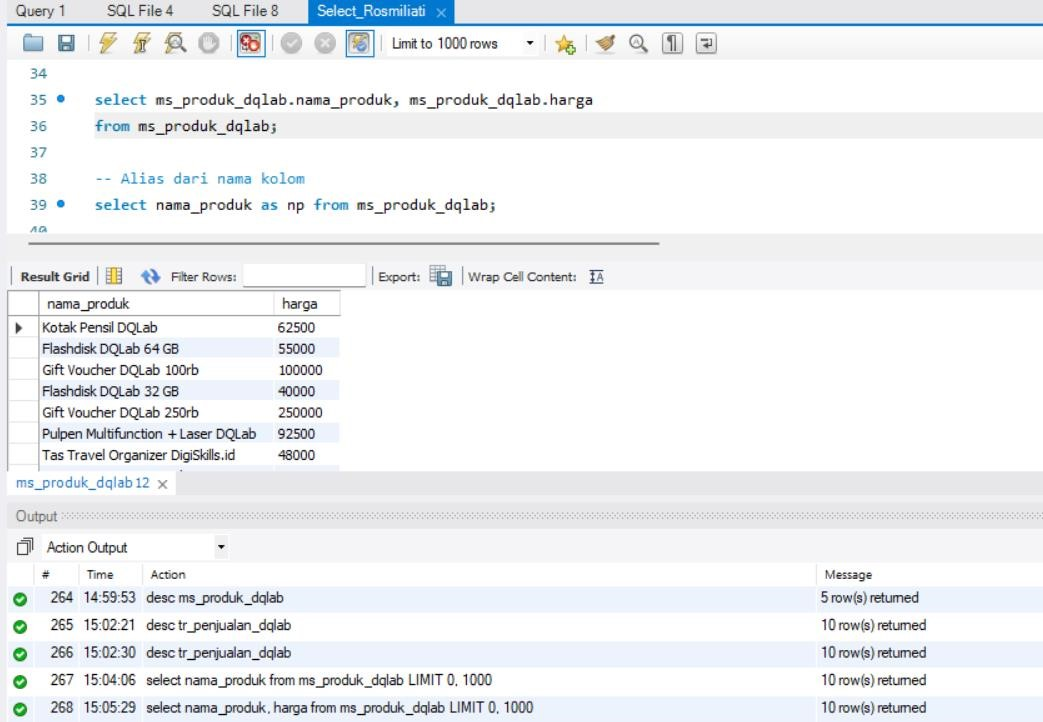 Query 1 SQL File 4 SQL File 8 Select_Rosmiliati
Limit to 1000 rows
34
35 select ms_produk_dqlab.nama_produk, ms_produk_dqlab.harga
36 from ms_produk_dqlab;
37
38 -- Alias dari nama kolom
39 select nama_produk as np from ms_produk_dqlab;
40
Result Grid Filter Rows: Export: Wrap Cell Content:
nama_produk harga
Kotak Pensil DQLab 62500
Flashdisk DQLab 64 GB 55000
Gift Voucher DQLab 100rb 100000
Flashdisk DQLab 32 GB 40000
Gift Voucher DQLab 250rb 250000
Pulpen Multifunction + Laser DQLab 92500
Tas Travel Organizer DigiSkills.id 48000
ms_produk_dqlab 12
Output
Action Output
# Time Action Message
264 14:59:53 desc ms_produk_dqlab 5 row(s) returned
265 15:02:21 desc tr_penjualan_dqlab 10 row(s) returned
266 15:02:30 desc tr_penjualan_dqlab 10 row(s) returned
267 15:04:06 select nama_produk from ms_produk_dqlab LIMIT 0, 1000 10 row(s) returned
268 15:05:29 select nama_produk, harga from ms_produk_dqlab LIMIT 0, 1000 10 row(s) returned